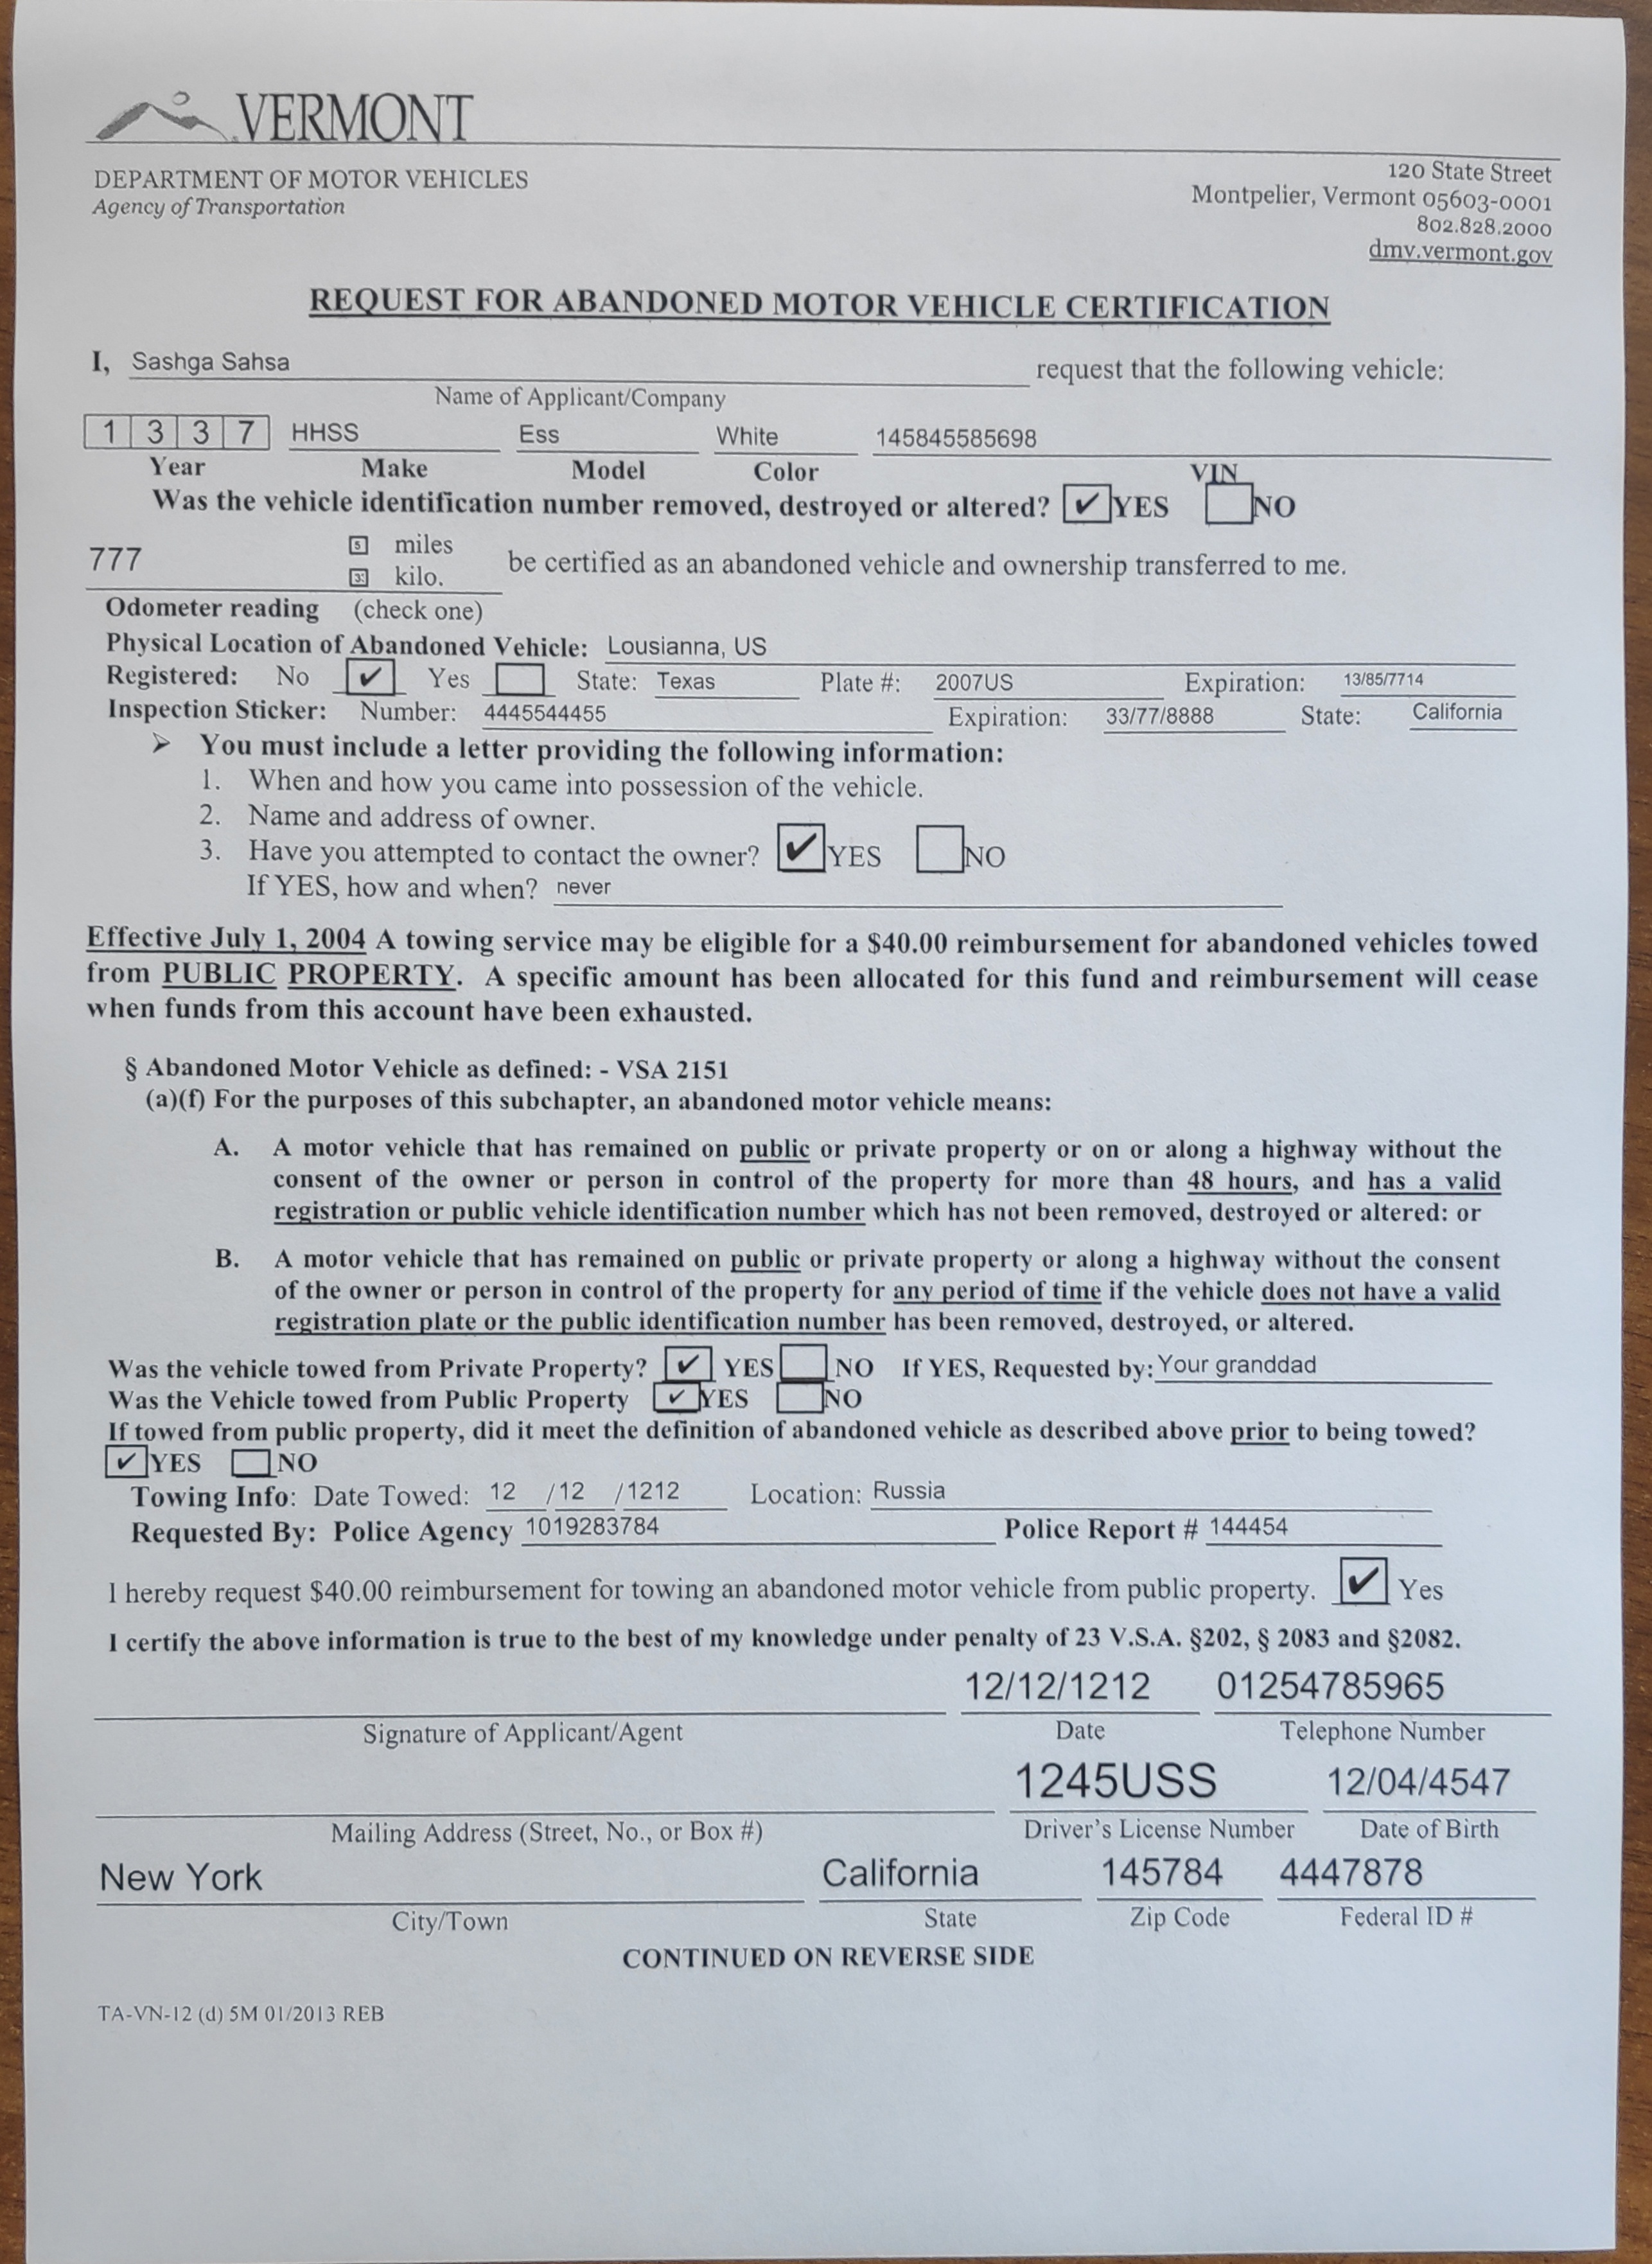 VERMONT
DEPARTMENT OF MOTOR VEHICLES
Agency of Transportation
120 State Street
Montpelier, Vermont 05603-0001
802.828.2000
dmv.vermont.gov
REQUEST FOR ABANDONED MOTOR VEHICLE CERTIFICATION
I, Sashga Sahsa request that the following vehicle:
Name of Applicant/Company
1 3 3 7 HHSS Ess White 145845585698
Year Make Model Color VIN
Was the vehicle identification number removed, destroyed or altered? ✔ YES NO
777 5 miles
33 kilo. be certified as an abandoned vehicle and ownership transferred to me.
Odometer reading (check one)
Physical Location of Abandoned Vehicle: Lousianna, US
Registered: No ✔ Yes State: Texas Plate #: 2007US Expiration: 13/85/7714
Inspection Sticker: Number: 4445544455 Expiration: 33/77/8888 State: California
➢ You must include a letter providing the following information:
1. When and how you came into possession of the vehicle.
2. Name and address of owner.
3. Have you attempted to contact the owner? ✔ YES NO
If YES, how and when? never
Effective July 1, 2004 A towing service may be eligible for a $40.00 reimbursement for abandoned vehicles towed
from PUBLIC PROPERTY. A specific amount has been allocated for this fund and reimbursement will cease
when funds from this account have been exhausted.
§ Abandoned Motor Vehicle as defined: - VSA 2151
(a)(f) For the purposes of this subchapter, an abandoned motor vehicle means:
A. A motor vehicle that has remained on public or private property or on or along a highway without the
consent of the owner or person in control of the property for more than 48 hours, and has a valid
registration or public vehicle identification number which has not been removed, destroyed or altered: or
B. A motor vehicle that has remained on public or private property or along a highway without the consent
of the owner or person in control of the property for any period of time if the vehicle does not have a valid
registration plate or the public identification number has been removed, destroyed, or altered.
Was the vehicle towed from Private Property? ✔ YES NO If YES, Requested by: Your granddad
Was the Vehicle towed from Public Property ✔ YES NO
If towed from public property, did it meet the definition of abandoned vehicle as described above prior to being towed?
✔ YES NO
Towing Info: Date Towed: 12 /12 /1212 Location: Russia
Requested By: Police Agency 1019283784 Police Report # 144454
I hereby request $40.00 reimbursement for towing an abandoned motor vehicle from public property. ✔ Yes
I certify the above information is true to the best of my knowledge under penalty of 23 V.S.A. §202, § 2083 and §2082.
12/12/1212 01254785965
Signature of Applicant/Agent Date Telephone Number
1245USS 12/04/4547
Mailing Address (Street, No., or Box #) Driver's License Number Date of Birth
New York California 145784 4447878
City/Town State Zip Code Federal ID #
CONTINUED ON REVERSE SIDE
TA-VN-12 (d) 5M 01/2013 REB